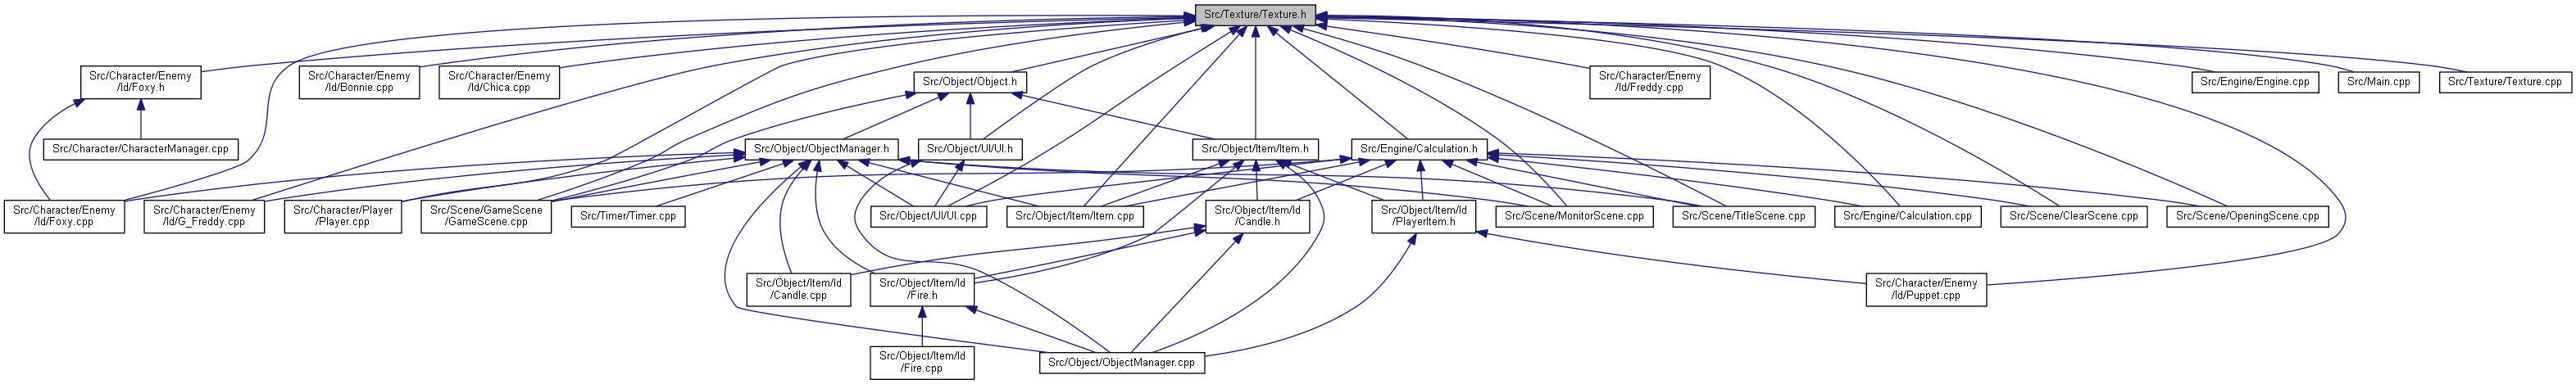 Src/Texture/Texture.h
Src/Character/Enemy
/Id/Foxy.h
Src/Character/Enemy
/Id/Bonnie.cpp
Src/Character/Enemy
/Id/Chica.cpp
Src/Object/Object.h
Src/Character/Enemy
/Id/Freddy.cpp
Src/Engine/Engine.cpp
Src/Main.cpp
Src/Texture/Texture.cpp
Src/Character/CharacterManager.cpp
Src/Object/ObjectManager.h
Src/Object/UI/UI.h
Src/Object/Item/Item.h
Src/Engine/Calculation.h
Src/Character/Enemy
/Id/Foxy.cpp
Src/Character/Enemy
/Id/G_Freddy.cpp
Src/Character/Player
/Player.cpp
Src/Scene/GameScene
/GameScene.cpp
Src/Timer/Timer.cpp
Src/Object/UI/UI.cpp
Src/Object/Item/Item.cpp
Src/Object/Item/Id
/Candle.h
Src/Object/Item/Id
/PlayerItem.h
Src/Scene/MonitorScene.cpp
Src/Scene/TitleScene.cpp
Src/Engine/Calculation.cpp
Src/Scene/ClearScene.cpp
Src/Scene/OpeningScene.cpp
Src/Object/Item/Id
/Candle.cpp
Src/Object/Item/Id
/Fire.h
Src/Character/Enemy
/Id/Puppet.cpp
Src/Object/Item/Id
/Fire.cpp
Src/Object/ObjectManager.cpp